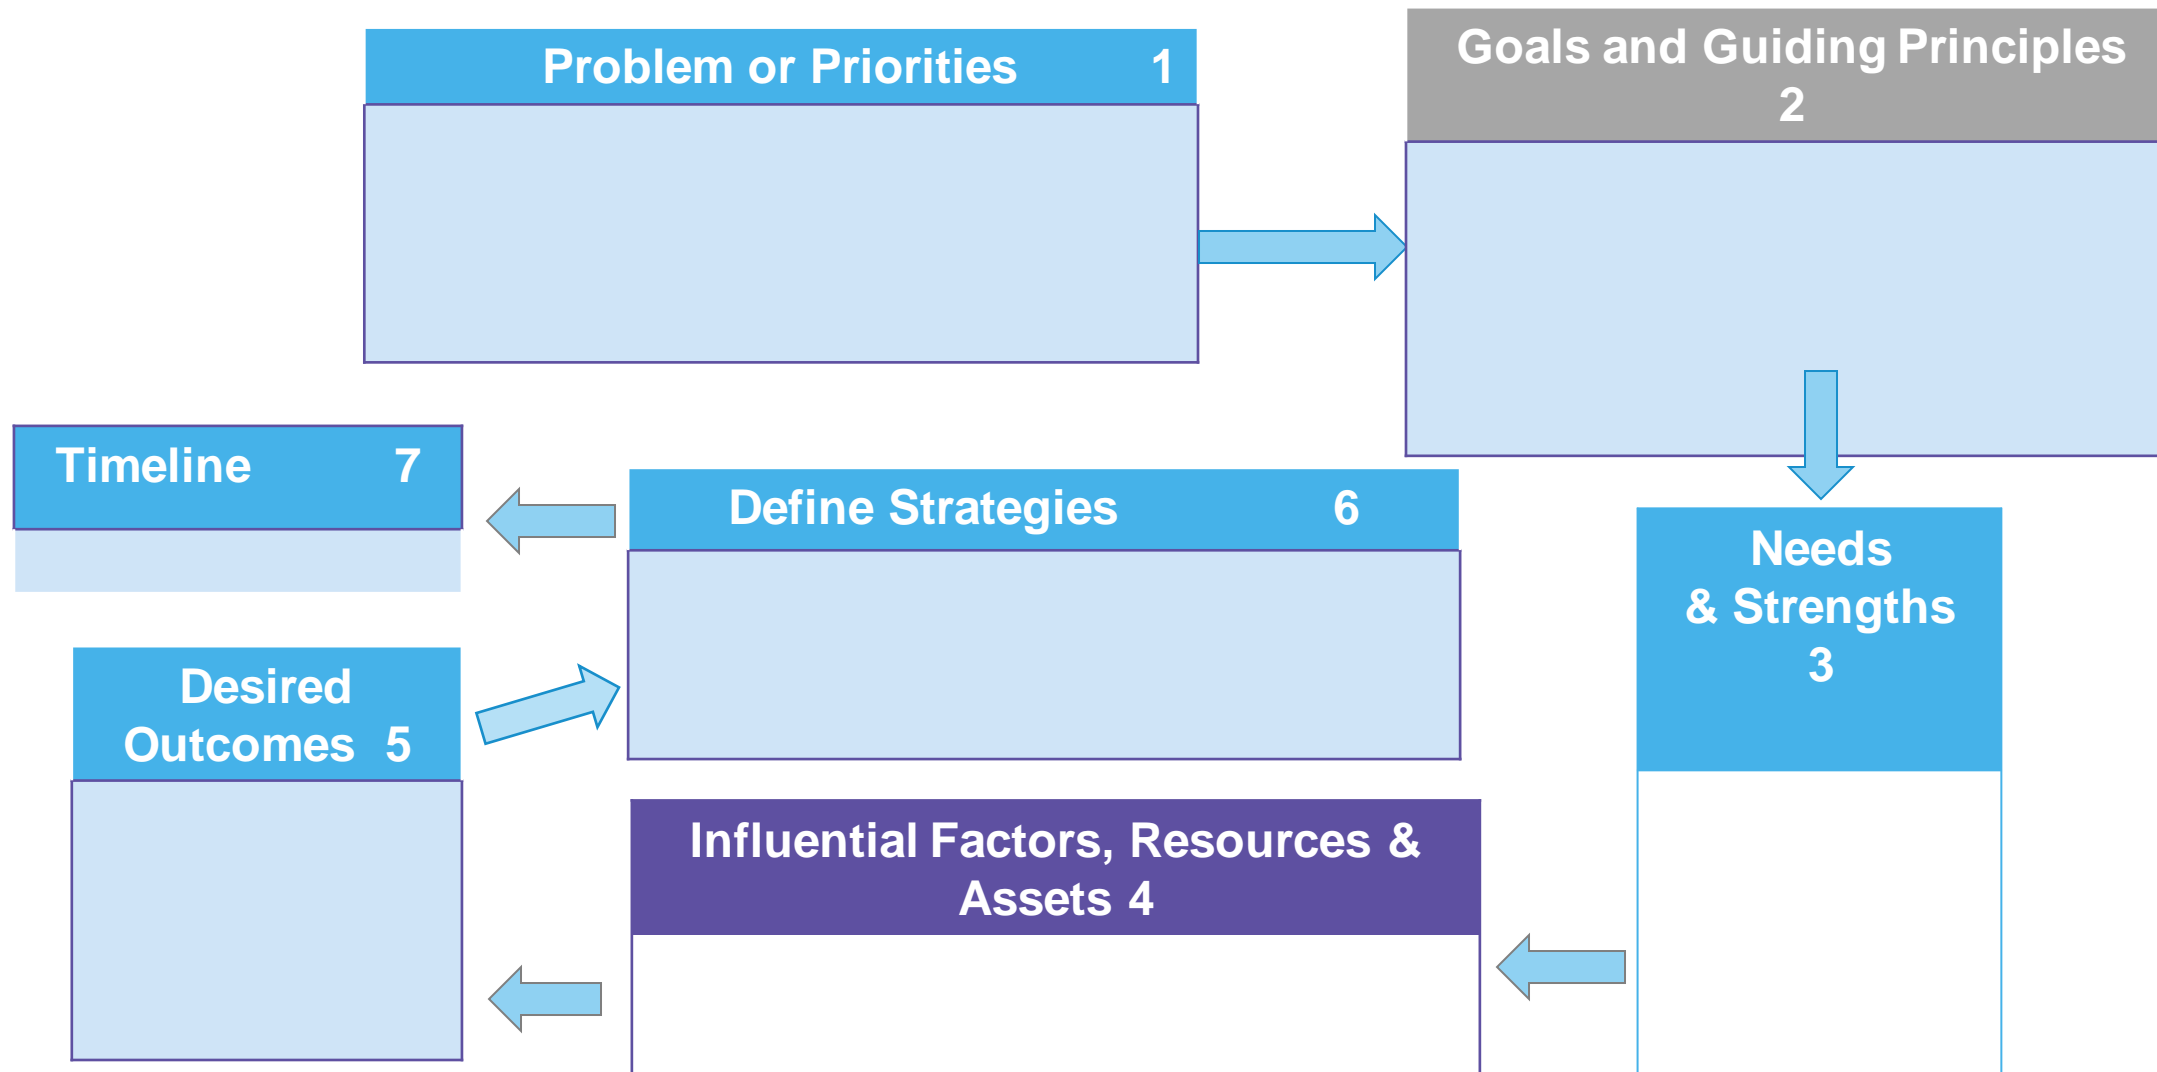 Problem or Priorities 1
Goals and Guiding Principles
2
Needs
& Strengths
3
Influential Factors, Resources &
Assets 4
Desired
Outcomes 5
Define Strategies 6
Timeline 7